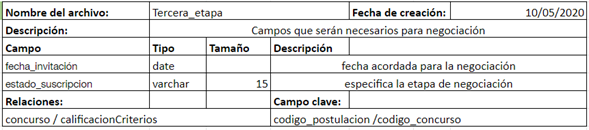 Nombre del archivo: Tercera_etapa Fecha de creación: 10/05/2020
Descripción: Campos que serán necesarios para negociación
Campo Tipo Tamaño Descripción
fecha_invitación date fecha acordada para la negociación
estado_suscripcion varchar 15 especifica la etapa de negociación
Relaciones: Campo clave:
concurso / calificacionCriterios codigo_postulacion /codigo_concurso